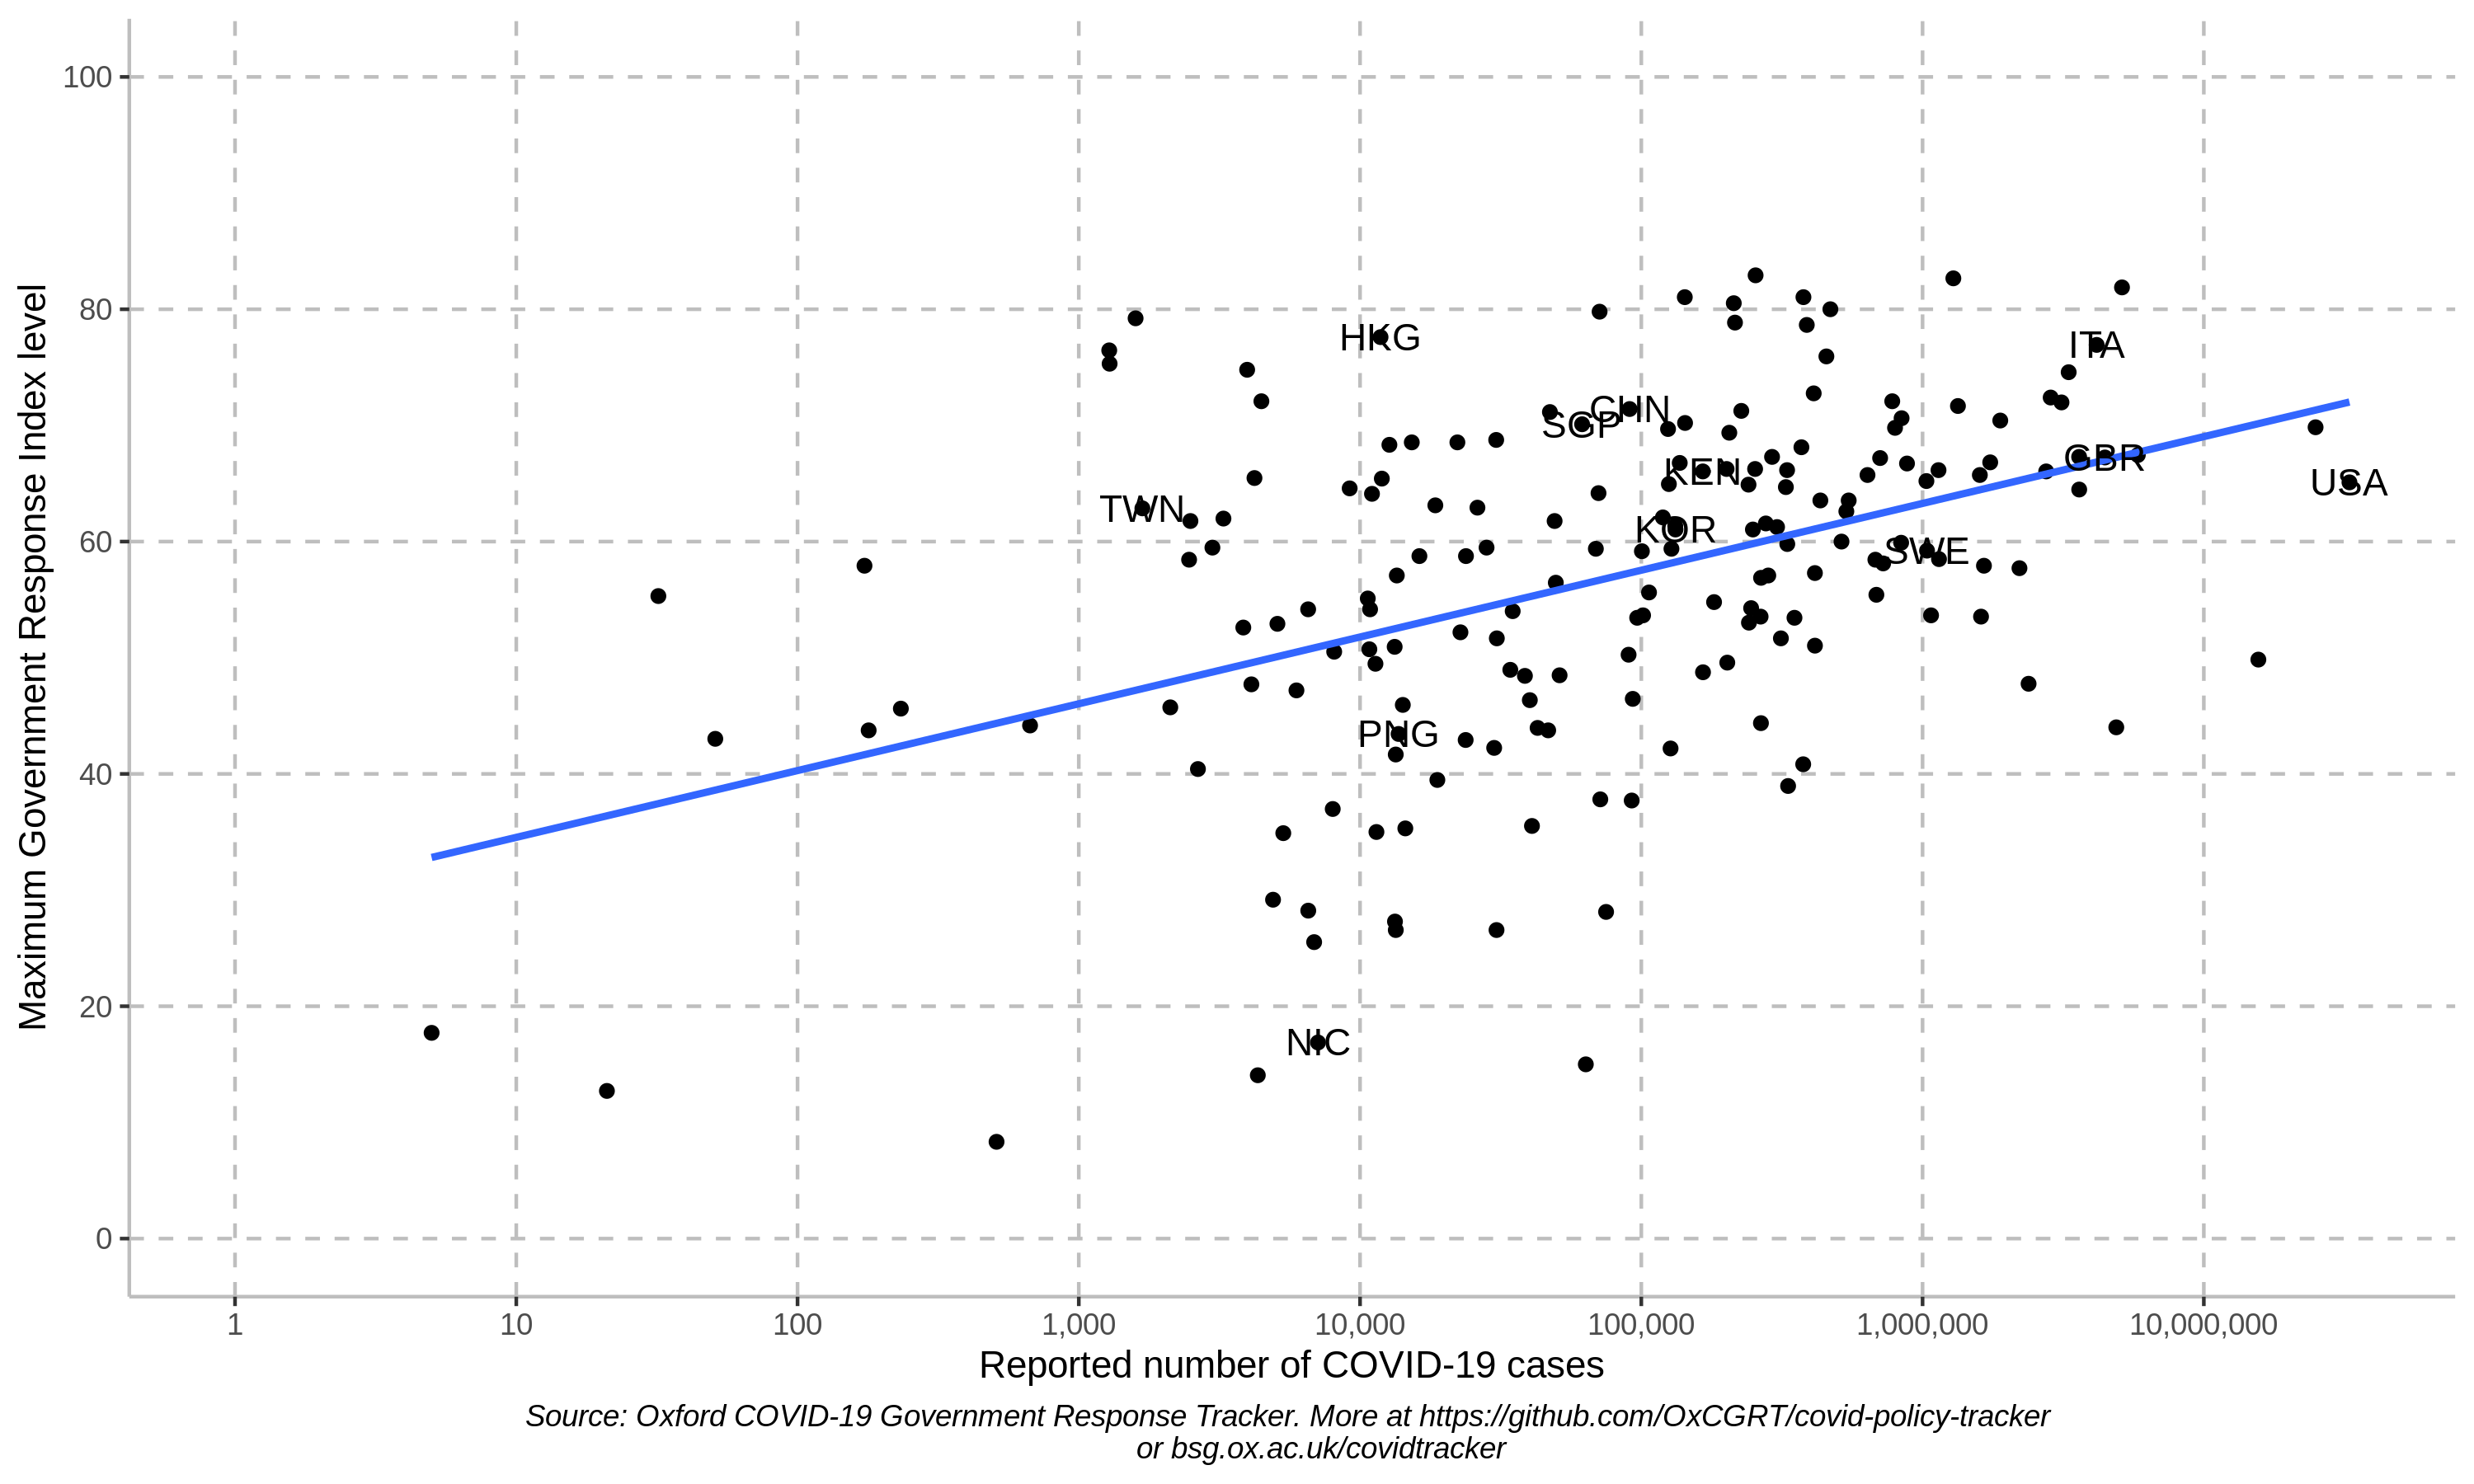 Maximum Government Response Index level
100
80
60
40
20
0
HKG
ITA
CHN
SGP
GBR
KEN
USA
TWN
KOR
SWE
PNG
NIC
1
10
100
1,000
10,000
100,000
1,000,000
10,000,000
Reported number of COVID-19 cases
Source: Oxford COVID-19 Government Response Tracker. More at https://github.com/OxCGRT/covid-policy-tracker
or bsg.ox.ac.uk/covidtracker